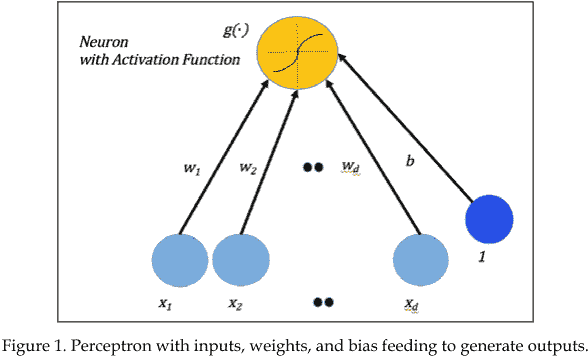 g(·)
Neuron
with Activation Function
w1 w2 •• wd b
1
x1 x2 •• xd
Figure 1. Perceptron with inputs, weights, and bias feeding to generate outputs.